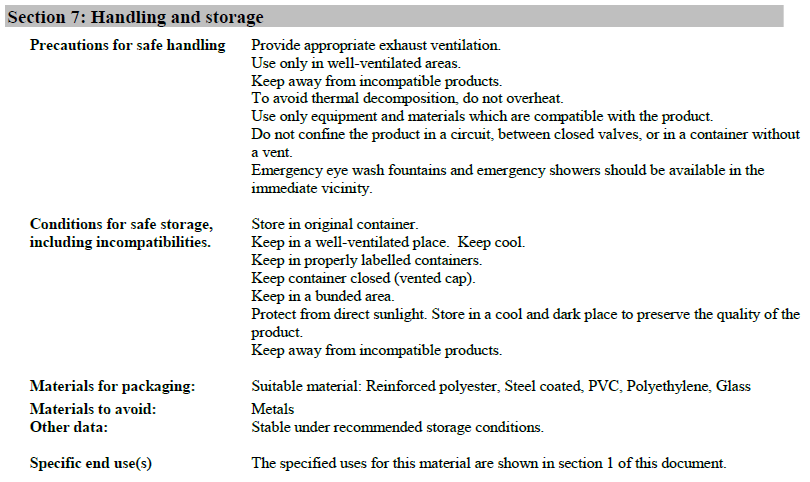 Section 7: Handling and storage
Precautions for safe handling Provide appropriate exhaust ventilation.
Use only in well-ventilated areas.
Keep away from incompatible products.
To avoid thermal decomposition, do not overheat.
Use only equipment and materials which are compatible with the product.
Do not confine the product in a circuit, between closed valves, or in a container without
a vent.
Emergency eye wash fountains and emergency showers should be available in the
immediate vicinity.
Conditions for safe storage, Store in original container.
including incompatibilities. Keep in a well-ventilated place. Keep cool.
Keep in properly labelled containers.
Keep container closed (vented cap).
Keep in a bunded area.
Protect from direct sunlight. Store in a cool and dark place to preserve the quality of the
product.
Keep away from incompatible products.
Materials for packaging: Suitable material: Reinforced polyester, Steel coated, PVC, Polyethylene, Glass
Materials to avoid: Metals
Other data: Stable under recommended storage conditions.
Specific end use(s) The specified uses for this material are shown in section 1 of this document.